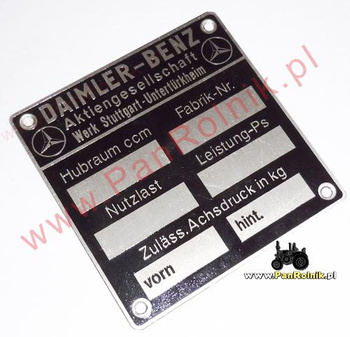 DAIMLER-BENZ
Aktiengesellschaft
Werk Stuttgart-Untertürkheim
Hubraum ccm Fabrik-Nr.
Nutzlast Leistung-Ps
Zuläss. Achsdruck in kg
vorn hint.
www.PanRolnik.pl
www.PanRolnik.pl